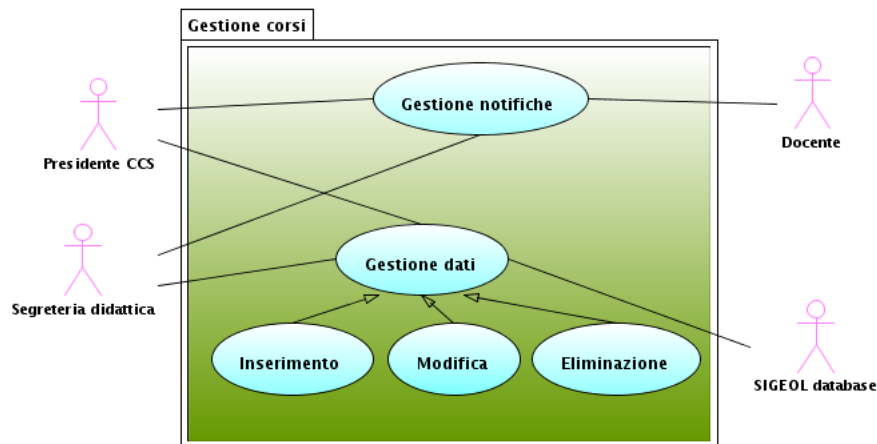 Gestione corsi
Gestione notifiche
Presidente CCS
Docente
Gestione dati
Segreteria didattica
Inserimento
Modifica
Eliminazione
SIGEOL database